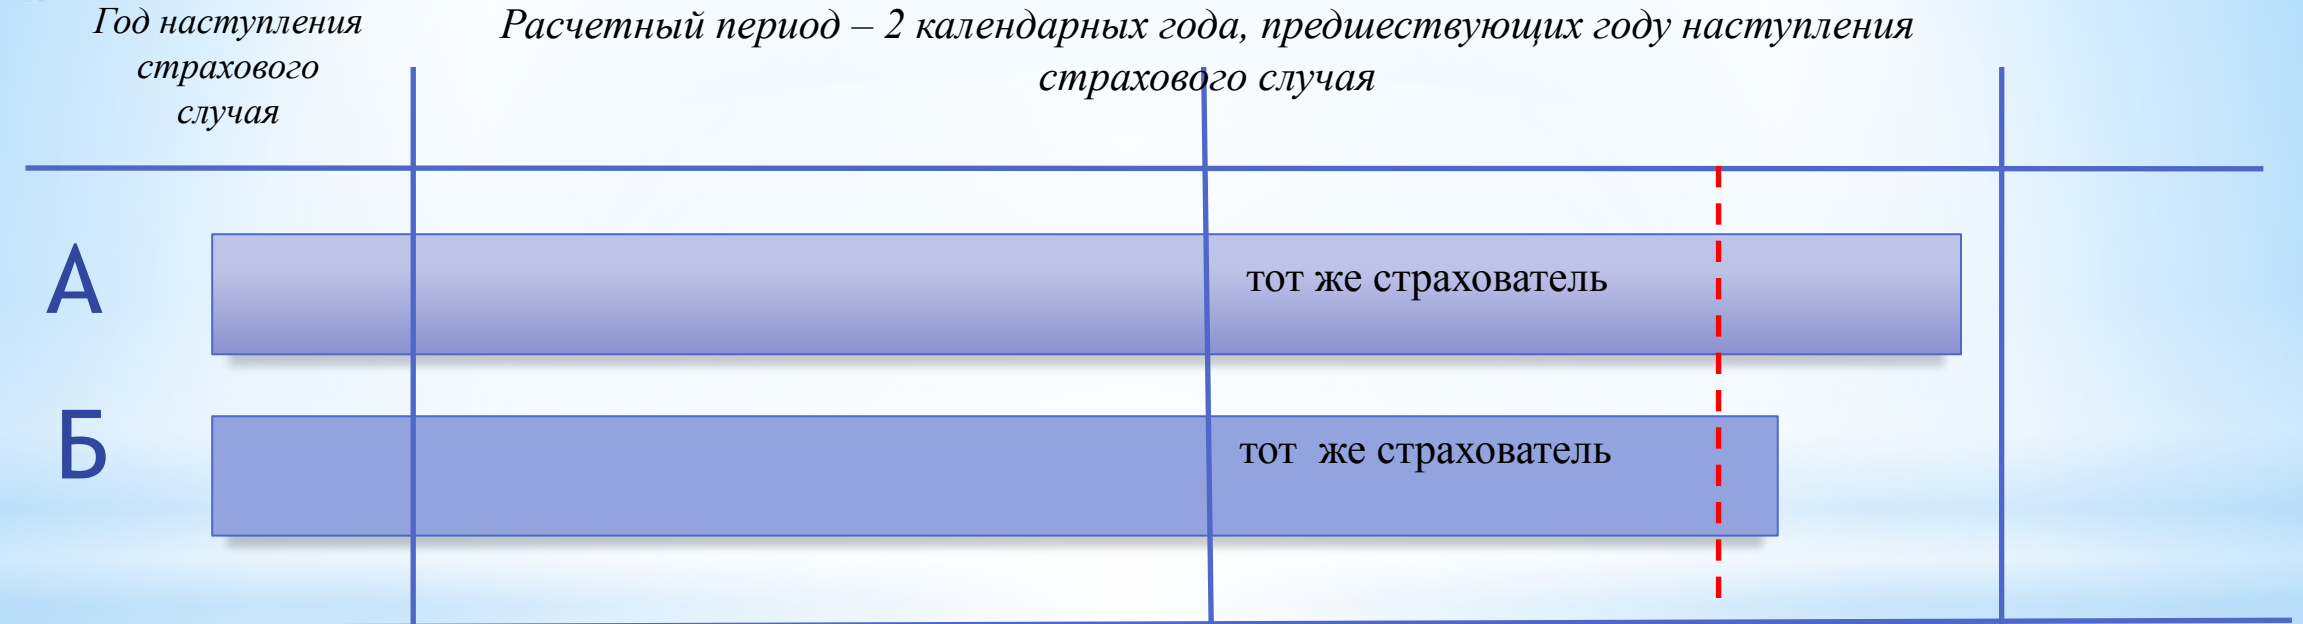 Год наступления
страхового
случая
Расчетный период – 2 календарных года, предшествующих году наступления
страхового случая
А
тот же страхователь
Б
тот же страхователь